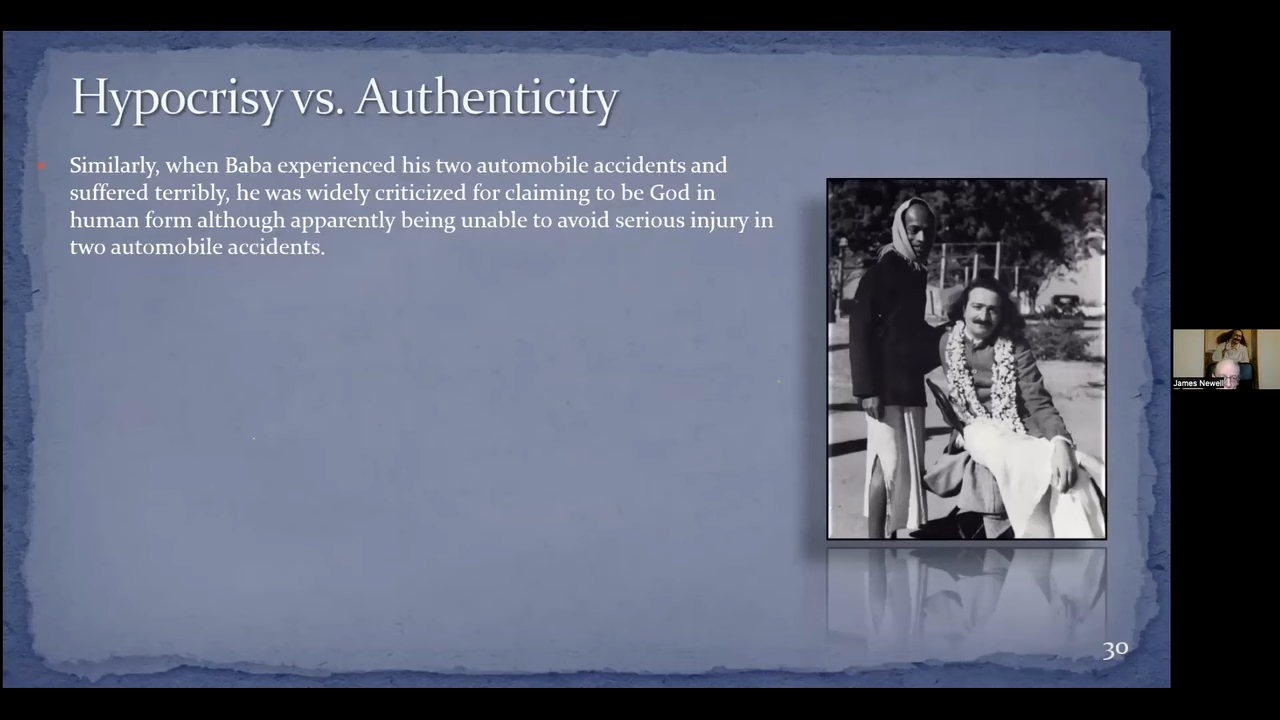 Hypocrisy vs. Authenticity
Similarly, when Baba experienced his two automobile accidents and
suffered terribly, he was widely criticized for claiming to be God in
human form although apparently being unable to avoid serious injury in
two automobile accidents.
James Newell
30